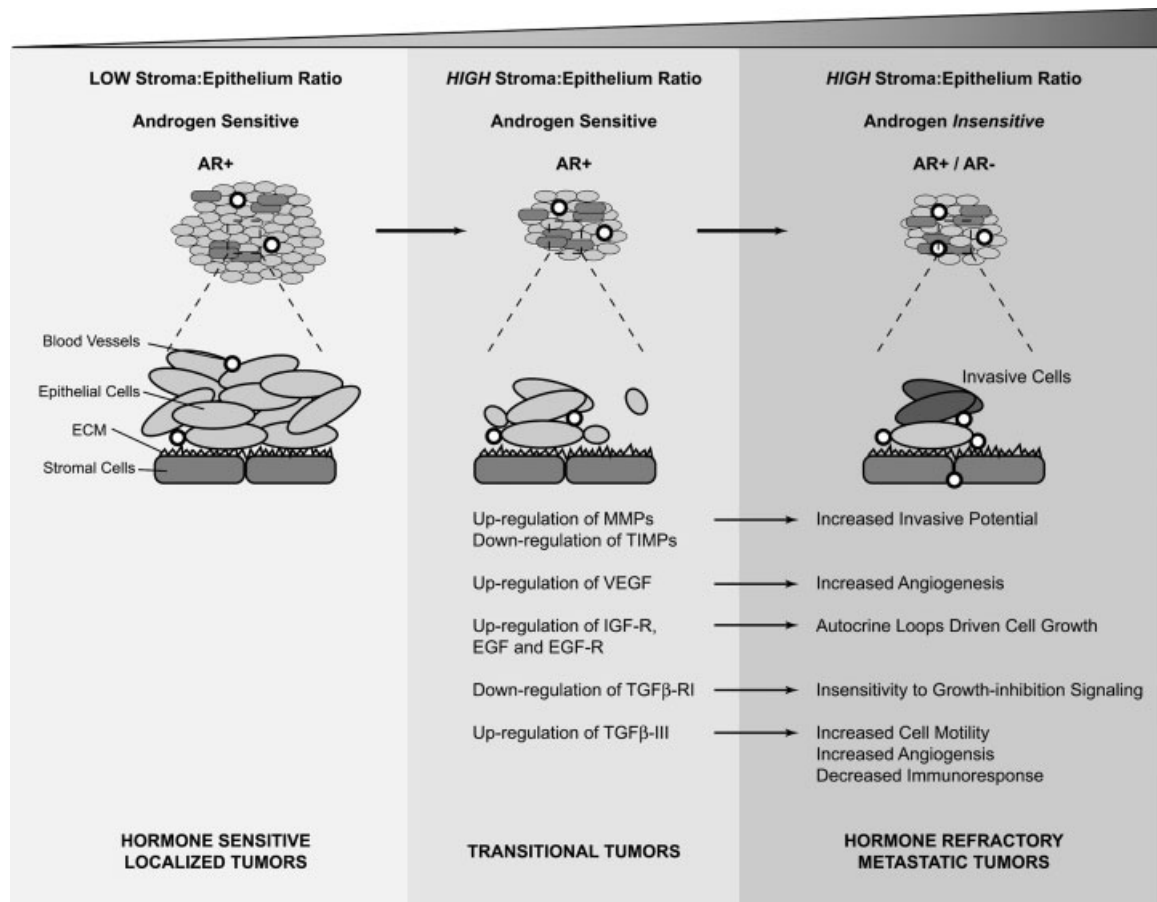 LOW Stroma:Epithelium Ratio
Androgen Sensitive
AR+
HIGH Stroma:Epithelium Ratio
Androgen Sensitive
AR+
HIGH Stroma:Epithelium Ratio
Androgen Insensitive
AR+ / AR-
Blood Vessels
Epithelial Cells
ECM
Stromal Cells
Invasive Cells
Up-regulation of MMPs
Down-regulation of TIMPs
Increased Invasive Potential
Up-regulation of VEGF
Increased Angiogenesis
Up-regulation of IGF-R,
EGF and EGF-R
Autocrine Loops Driven Cell Growth
Down-regulation of TGFβ-RI
Insensitivity to Growth-inhibition Signaling
Up-regulation of TGFβ-III
Increased Cell Motility
Increased Angiogensis
Decreased Immunoresponse
HORMONE SENSITIVE
LOCALIZED TUMORS
TRANSITIONAL TUMORS
HORMONE REFRACTORY
METASTATIC TUMORS